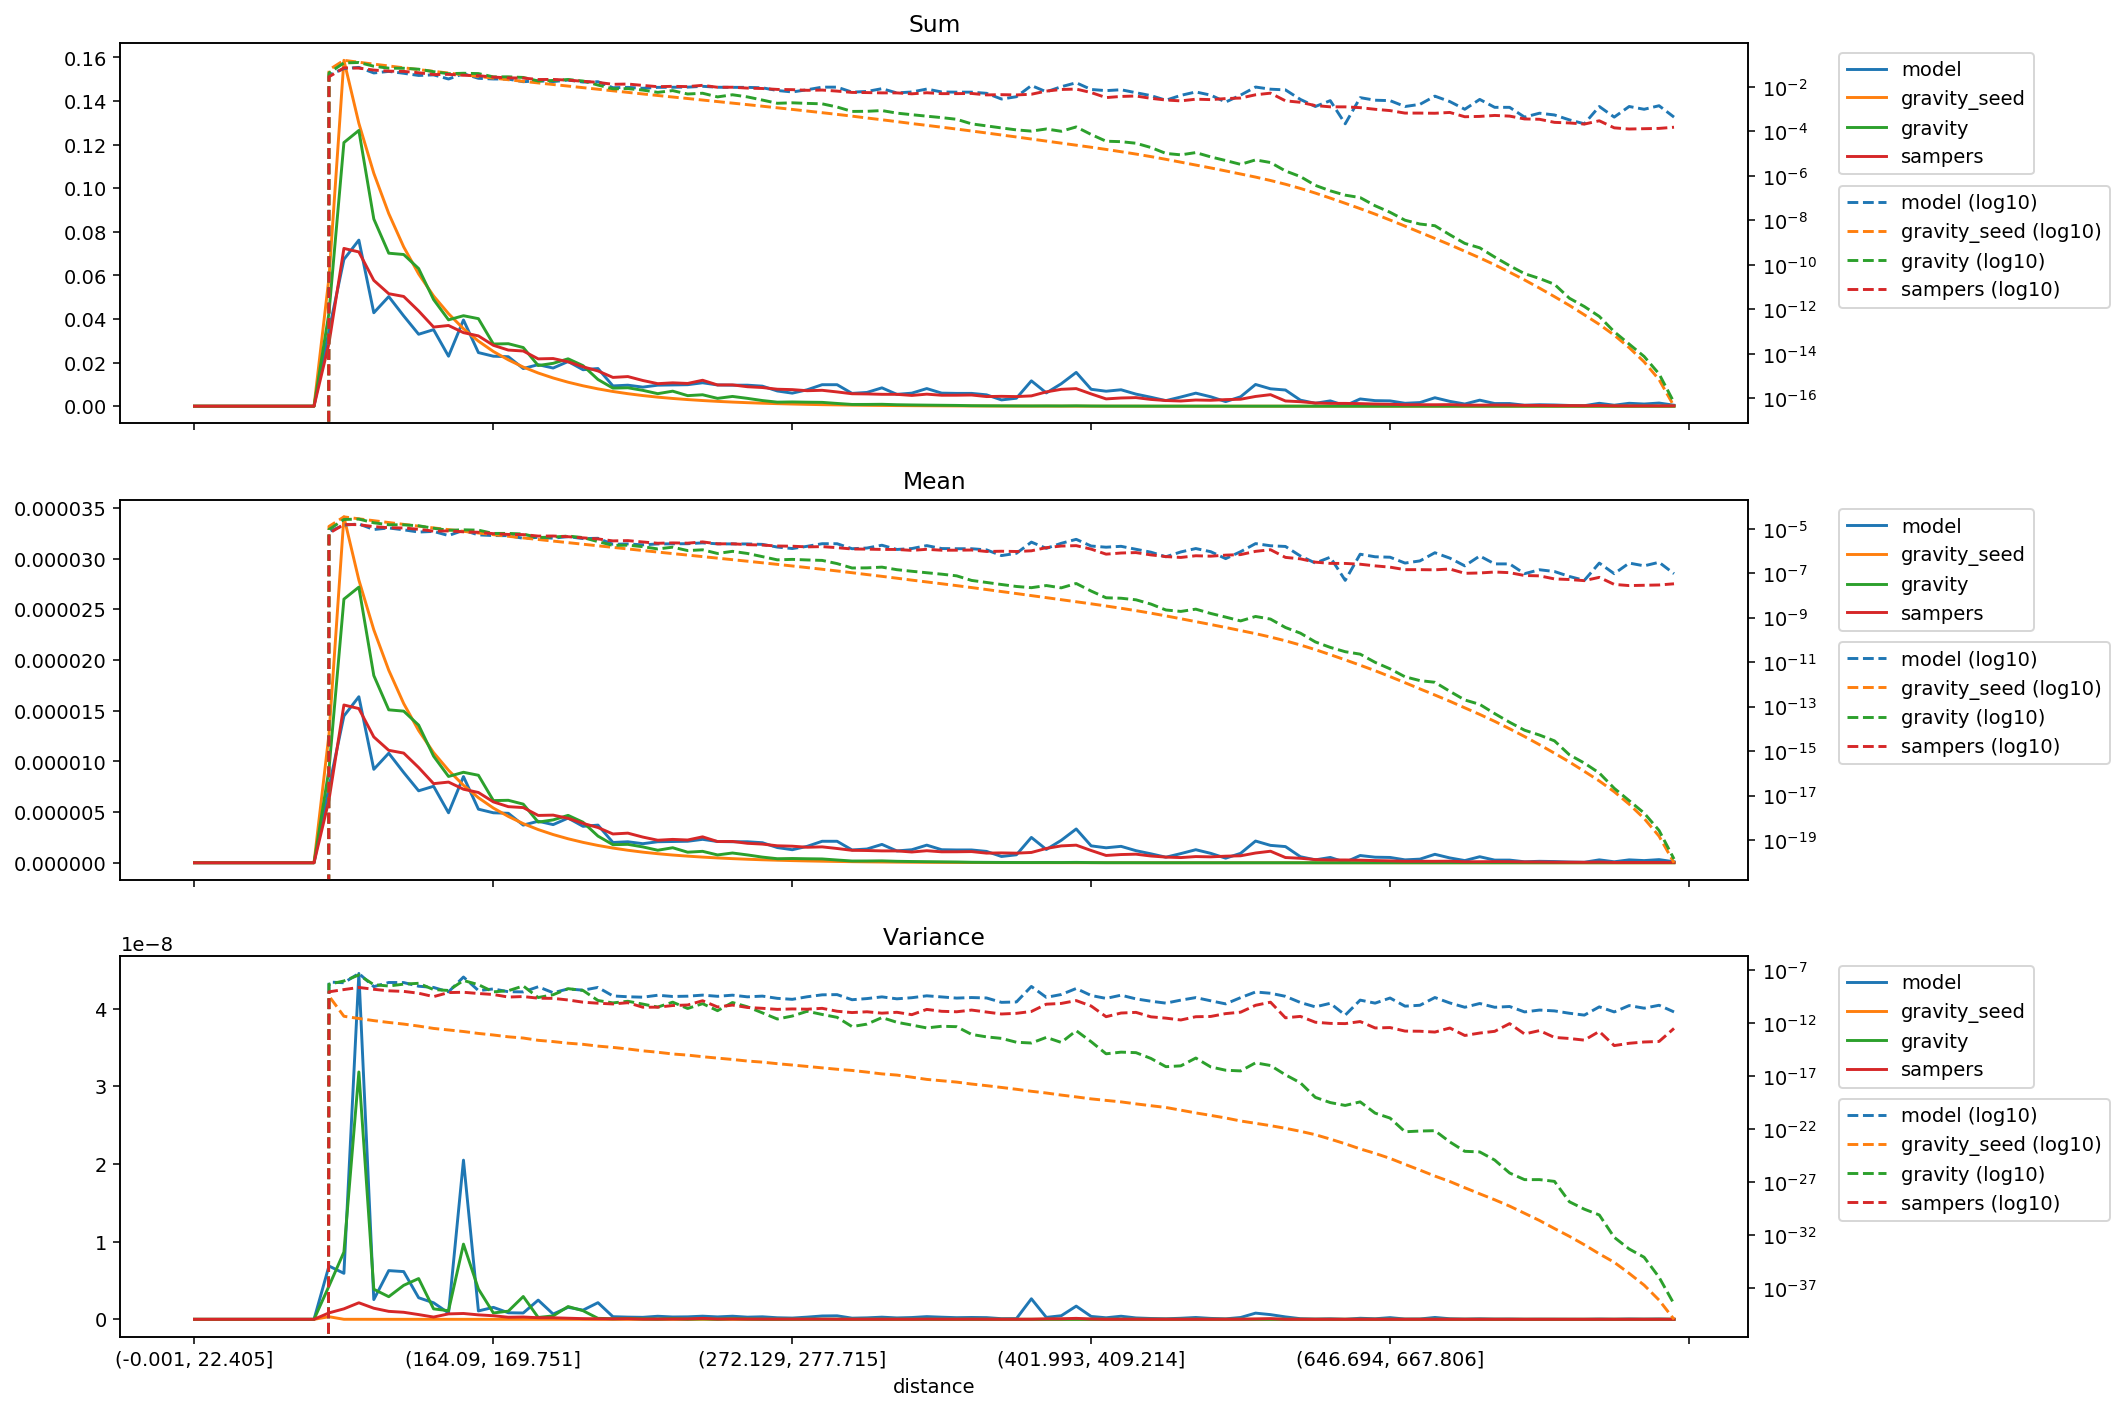 Sum
0.16
0.14
0.12
0.10
0.08
0.06
0.04
0.02
0.00
10−2
10−4
10−6
10−8
10−10
10−12
10−14
10−16
model
gravity_seed
gravity
sampers
model (log10)
gravity_seed (log10)
gravity (log10)
sampers (log10)
Mean
0.000035
0.000030
0.000025
0.000020
0.000015
0.000010
0.000005
0.000000
10−5
10−7
10−9
10−11
10−13
10−15
10−17
10−19
model
gravity_seed
gravity
sampers
model (log10)
gravity_seed (log10)
gravity (log10)
sampers (log10)
Variance
1e−8
4
3
2
1
0
10−7
10−12
10−17
10−22
10−27
10−32
10−37
model
gravity_seed
gravity
sampers
model (log10)
gravity_seed (log10)
gravity (log10)
sampers (log10)
(-0.001, 22.405] (164.09, 169.751] (272.129, 277.715] (401.993, 409.214] (646.694, 667.806]
distance